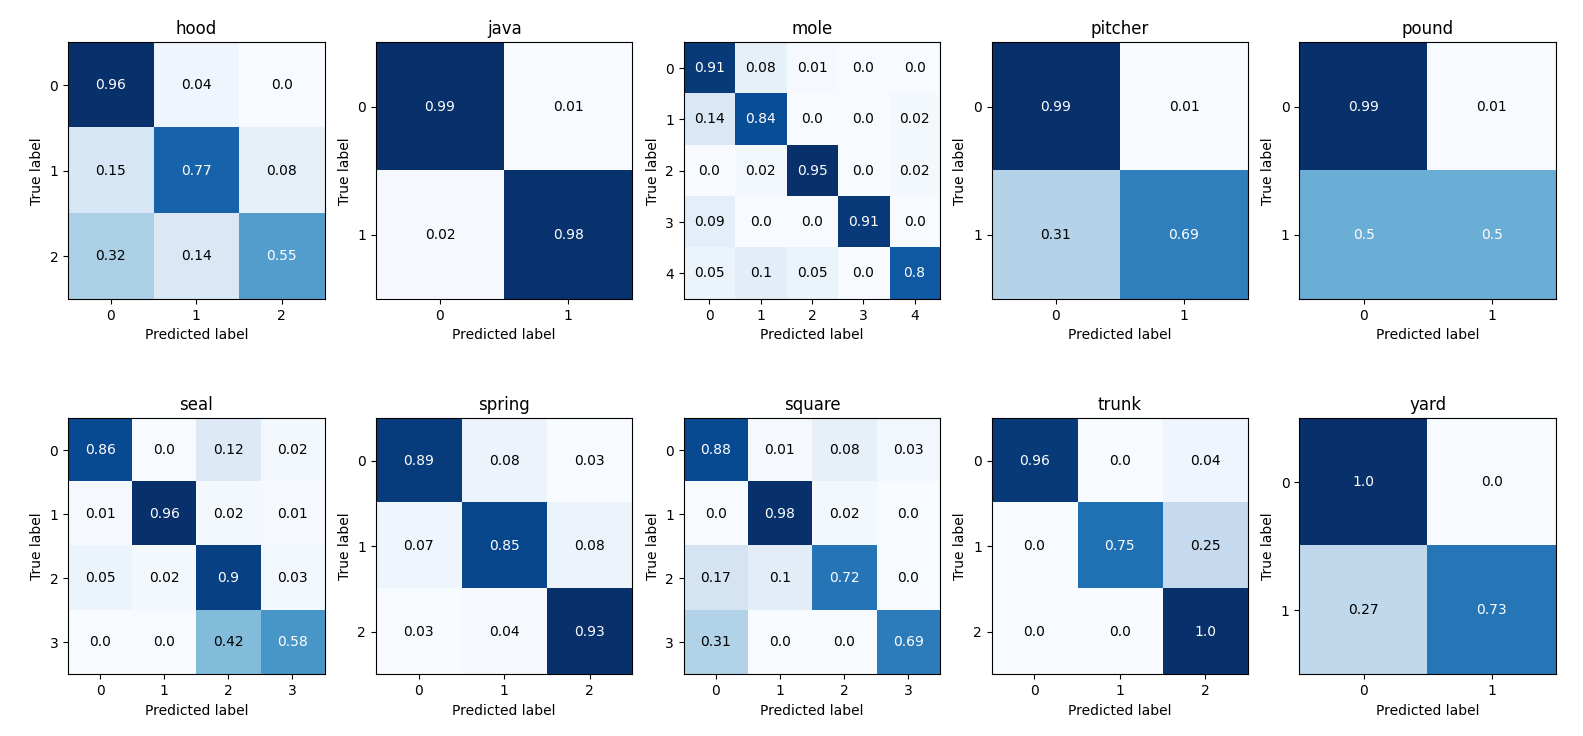 hood
0 0.96 0.04 0.0
1 0.15 0.77 0.08
2 0.32 0.14 0.55
0 1 2
True label
Predicted label
java
0 0.99 0.01
1 0.02 0.98
0 1
True label
Predicted label
mole
0 0.91 0.08 0.01 0.0 0.0
1 0.14 0.84 0.0 0.0 0.02
2 0.0 0.02 0.95 0.0 0.02
3 0.09 0.0 0.0 0.91 0.0
4 0.05 0.1 0.05 0.0 0.8
0 1 2 3 4
True label
Predicted label
pitcher
0 0.99 0.01
1 0.31 0.69
0 1
True label
Predicted label
pound
0 0.99 0.01
1 0.5 0.5
0 1
True label
Predicted label
seal
0 0.86 0.0 0.12 0.02
1 0.01 0.96 0.02 0.01
2 0.05 0.02 0.9 0.03
3 0.0 0.0 0.42 0.58
0 1 2 3
True label
Predicted label
spring
0 0.89 0.08 0.03
1 0.07 0.85 0.08
2 0.03 0.04 0.93
0 1 2
True label
Predicted label
square
0 0.88 0.01 0.08 0.03
1 0.0 0.98 0.02 0.0
2 0.17 0.1 0.72 0.0
3 0.31 0.0 0.0 0.69
0 1 2 3
True label
Predicted label
trunk
0 0.96 0.0 0.04
1 0.0 0.75 0.25
2 0.0 0.0 1.0
0 1 2
True label
Predicted label
yard
0 1.0 0.0
1 0.27 0.73
0 1
True label
Predicted label